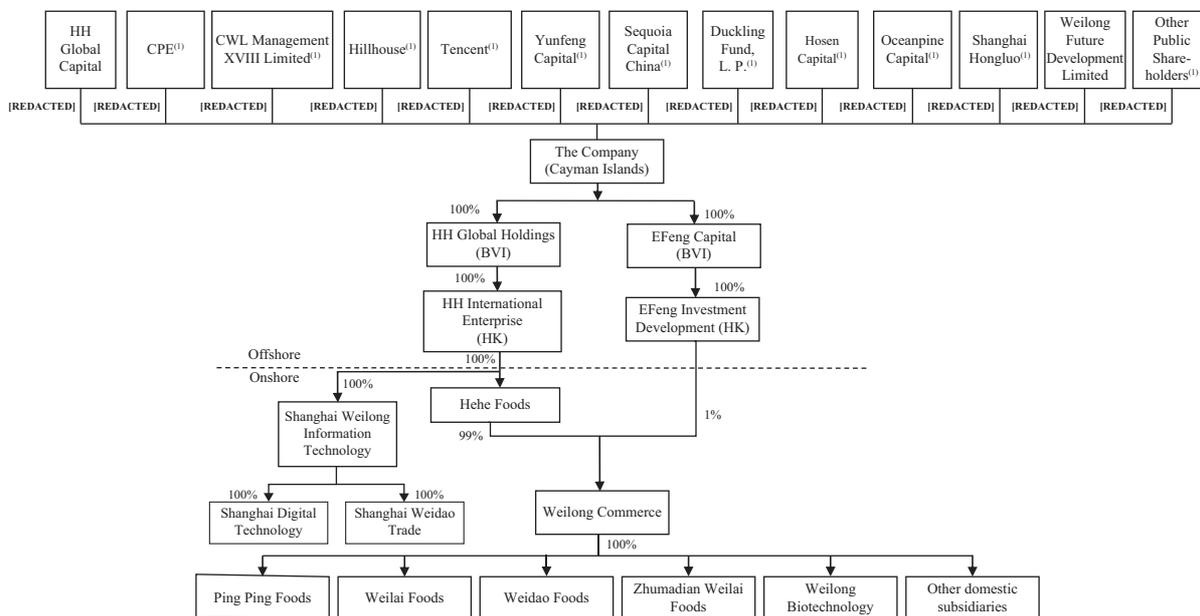 HH
Global
Capital
CPE(1)
CWL Management
XVIII Limited(1)
Hillhouse(1)
Tencent(1)
Yunfeng
Capital(1)
Sequoia
Capital
China(1)
Duckling
Fund,
L. P.(1)
Hosen
Capital(1)
Oceanpine
Capital(1)
Shanghai
Hongluo(1)
Weilong
Future
Development
Limited
Other
Public
Share-
holders(1)
[REDACTED] [REDACTED] [REDACTED] [REDACTED] [REDACTED] [REDACTED] [REDACTED] [REDACTED] [REDACTED] [REDACTED] [REDACTED] [REDACTED] [REDACTED]
The Company
(Cayman Islands)
100%
100%
HH Global Holdings
(BVI)
EFeng Capital
(BVI)
100%
100%
HH International
Enterprise
(HK)
EFeng Investment
Development (HK)
Offshore
100%
Onshore
100%
Hehe Foods
Shanghai Weilong
Information
Technology
1%
99%
100%
100%
Shanghai Digital
Technology
Shanghai Weidao
Trade
Weilong Commerce
100%
Ping Ping Foods
Weilai Foods
Weidao Foods
Zhumadian Weilai
Foods
Weilong
Biotechnology
Other domestic
subsidiaries